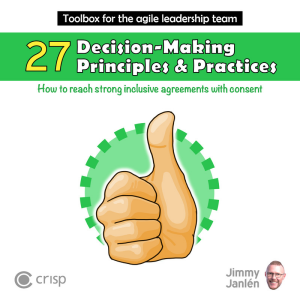 Toolbox for the agile leadership team
27 Decision-Making
Principles & Practices
How to reach strong inclusive agreements with consent
crisp
Jimmy
Janlén